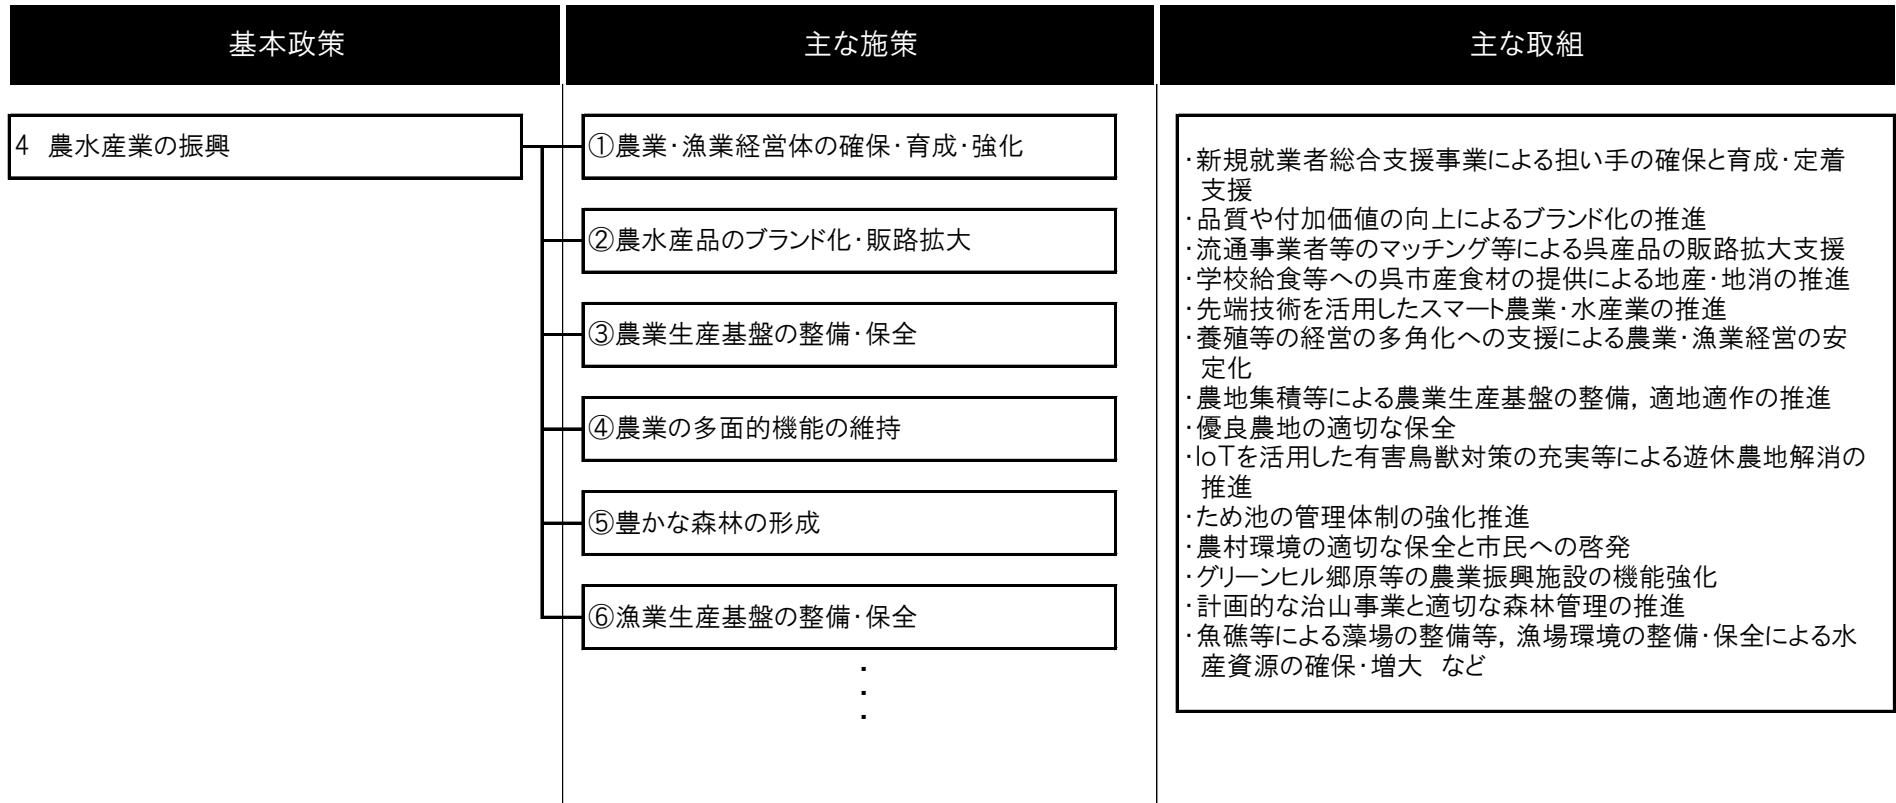 基本政策
主な施策
主な取組
4　農水産業の振興
①農業・漁業経営体の確保・育成・強化
②農水産品のブランド化・販路拡大
③農業生産基盤の整備・保全
④農業の多面的機能の維持
⑤豊かな森林の形成
⑥漁業生産基盤の整備・保全
・
・
・
・新規就業者総合支援事業による担い手の確保と育成・定着
支援
・品質や付加価値の向上によるブランド化の推進
・流通事業者等のマッチング等による呉産品の販路拡大支援
・学校給食等への呉市産食材の提供による地産・地消の推進
・先端技術を活用したスマート農業・水産業の推進
・養殖等の経営の多角化への支援による農業・漁業経営の安
定化
・農地集積等による農業生産基盤の整備，適地適作の推進
・優良農地の適切な保全
・IoTを活用した有害鳥獣対策の充実等による遊休農地解消の
推進
・ため池の管理体制の強化推進
・農村環境の適切な保全と市民への啓発
・グリーンヒル郷原等の農業振興施設の機能強化
・計画的な治山事業と適切な森林管理の推進
・魚礁等による藻場の整備等，漁場環境の整備・保全による水
産資源の確保・増大　など